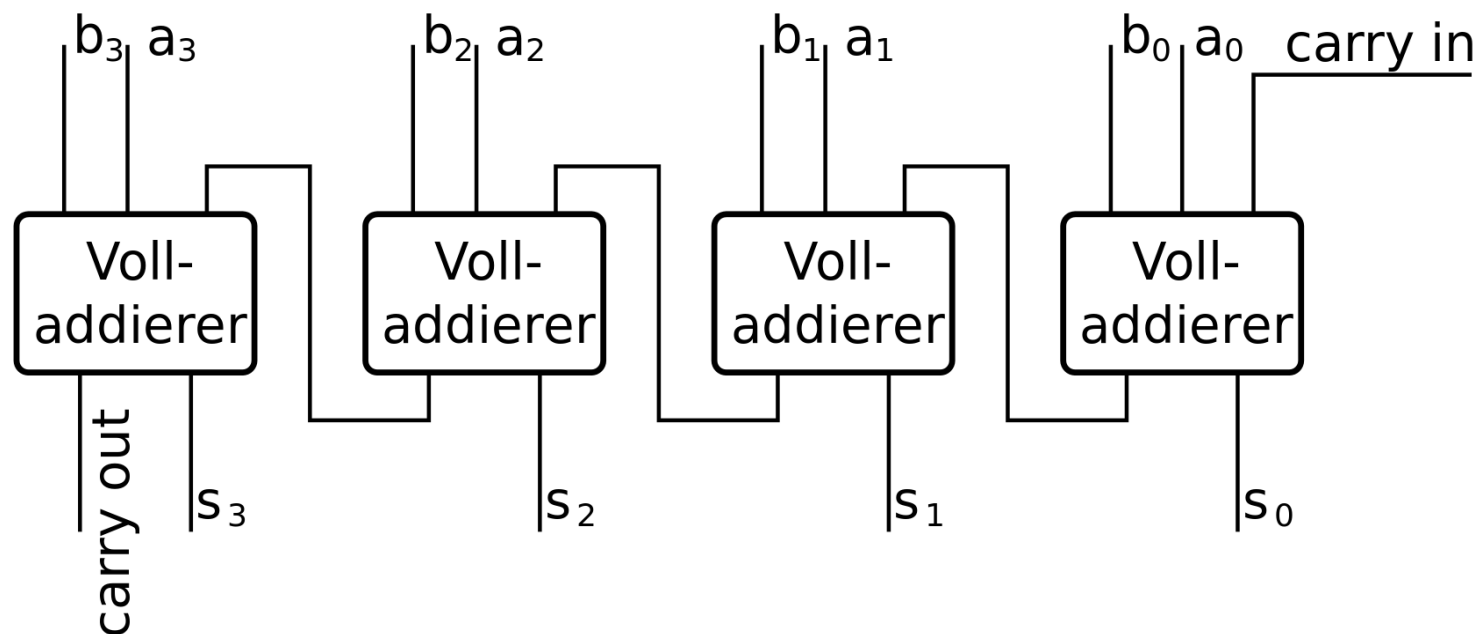 b3 a3 b2 a2 b1 a1 b0 a0 carry in
Voll-
addierer
Voll-
addierer
Voll-
addierer
Voll-
addierer
carry out
s3 s2 s1 s0